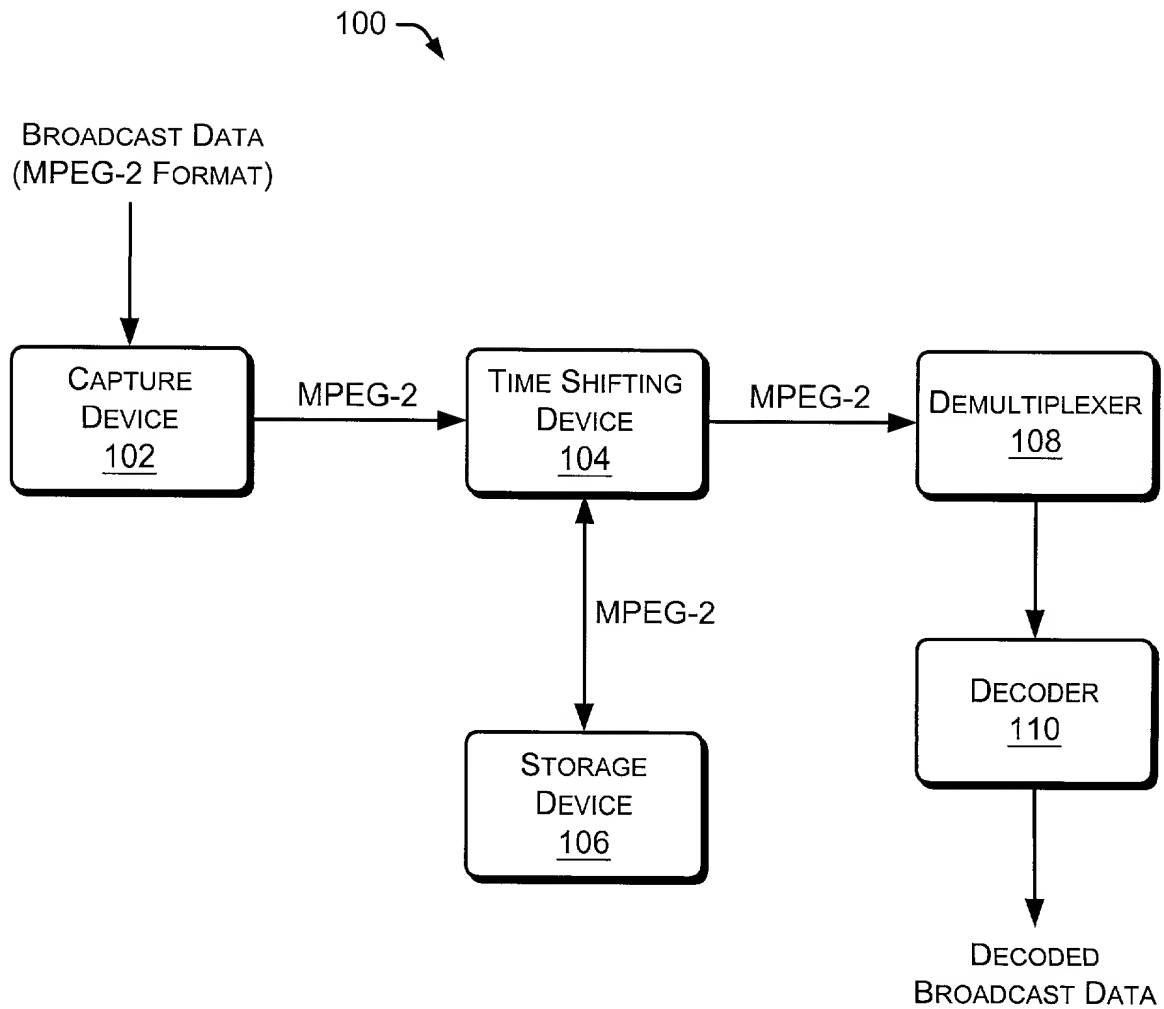 100
BROADCAST DATA
(MPEG-2 FORMAT)
CAPTURE
DEVICE
102
MPEG-2
TIME SHIFTING
DEVICE
104
MPEG-2
DEMULTIPLEXER
108
MPEG-2
STORAGE
DEVICE
106
DECODER
110
DECODED
BROADCAST DATA